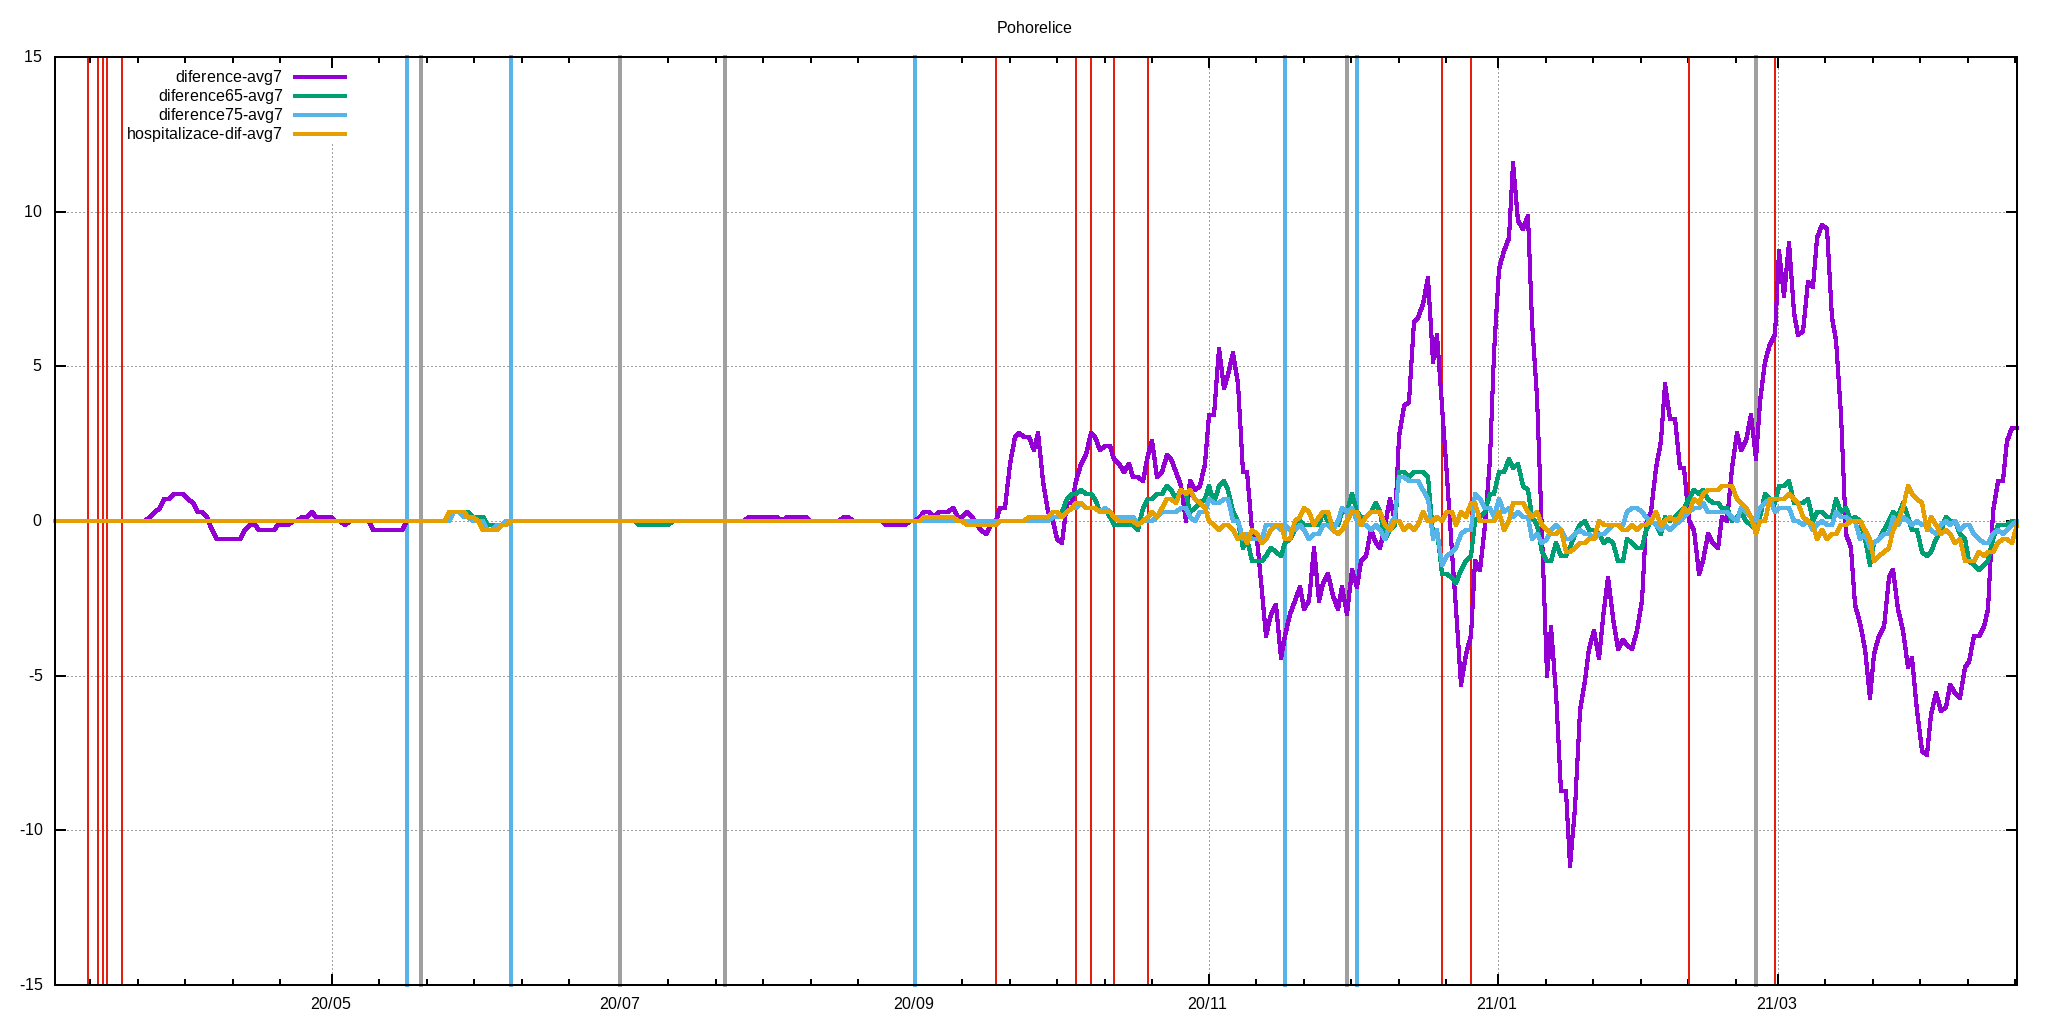 Pohorelice
15
10
5
0
-5
-10
-15
diference-avg7
diference65-avg7
diference75-avg7
hospitalizace-dif-avg7
20/05
20/07
20/09
20/11
21/01
21/03